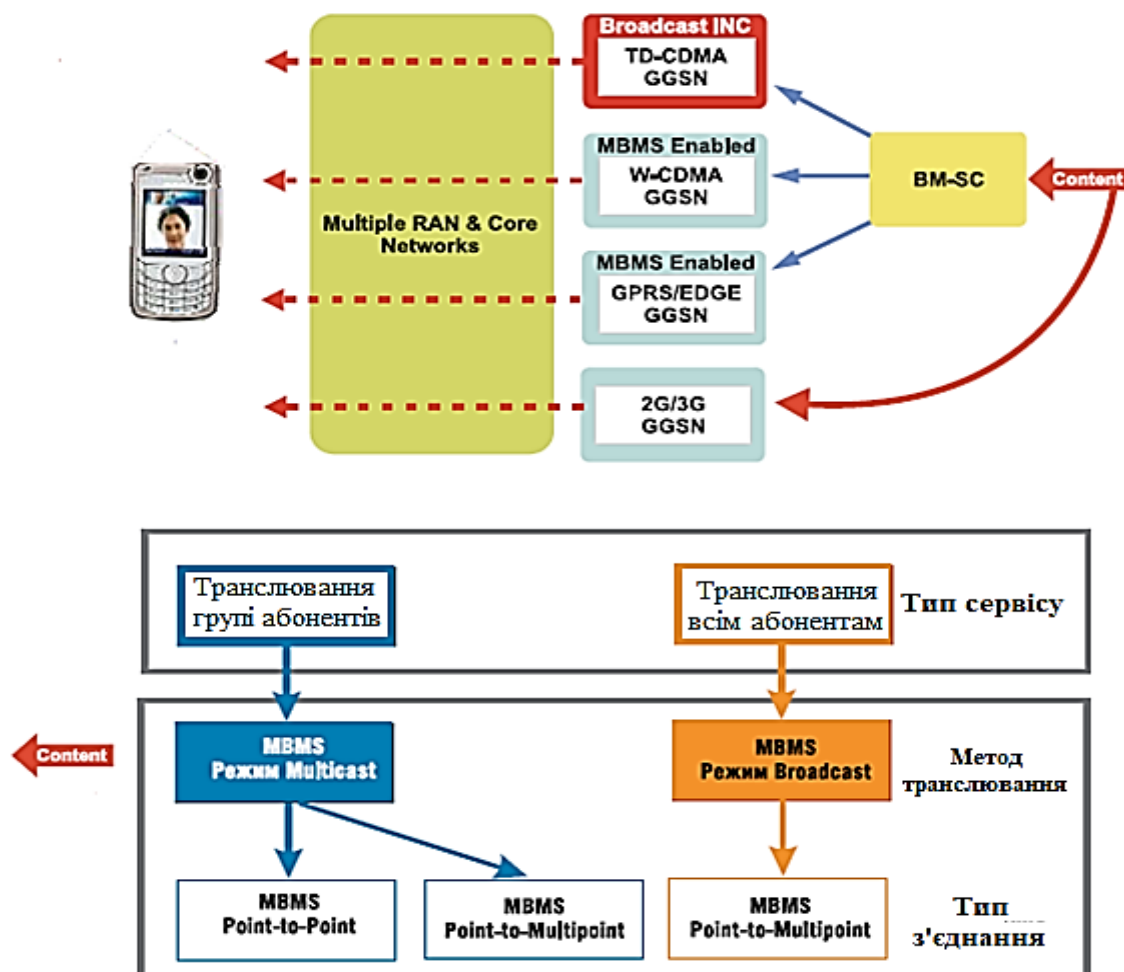 Broadcast INC
TD-CDMA
GGSN
MBMS Enabled
W-CDMA
GGSN
BM-SC
Content
Multiple RAN & Core
Networks
MBMS Enabled
GPRS/EDGE
GGSN
2G/3G
GGSN
Транслювання
групі абонентів
Транслювання
всім абонентам
Тип сервісу
Content
MBMS
Режим Multicast
MBMS
Режим Broadcast
Метод
транслювання
MBMS
Point-to-Point
MBMS
Point-to-Multipoint
MBMS
Point-to-Multipoint
Тип
з'єднання